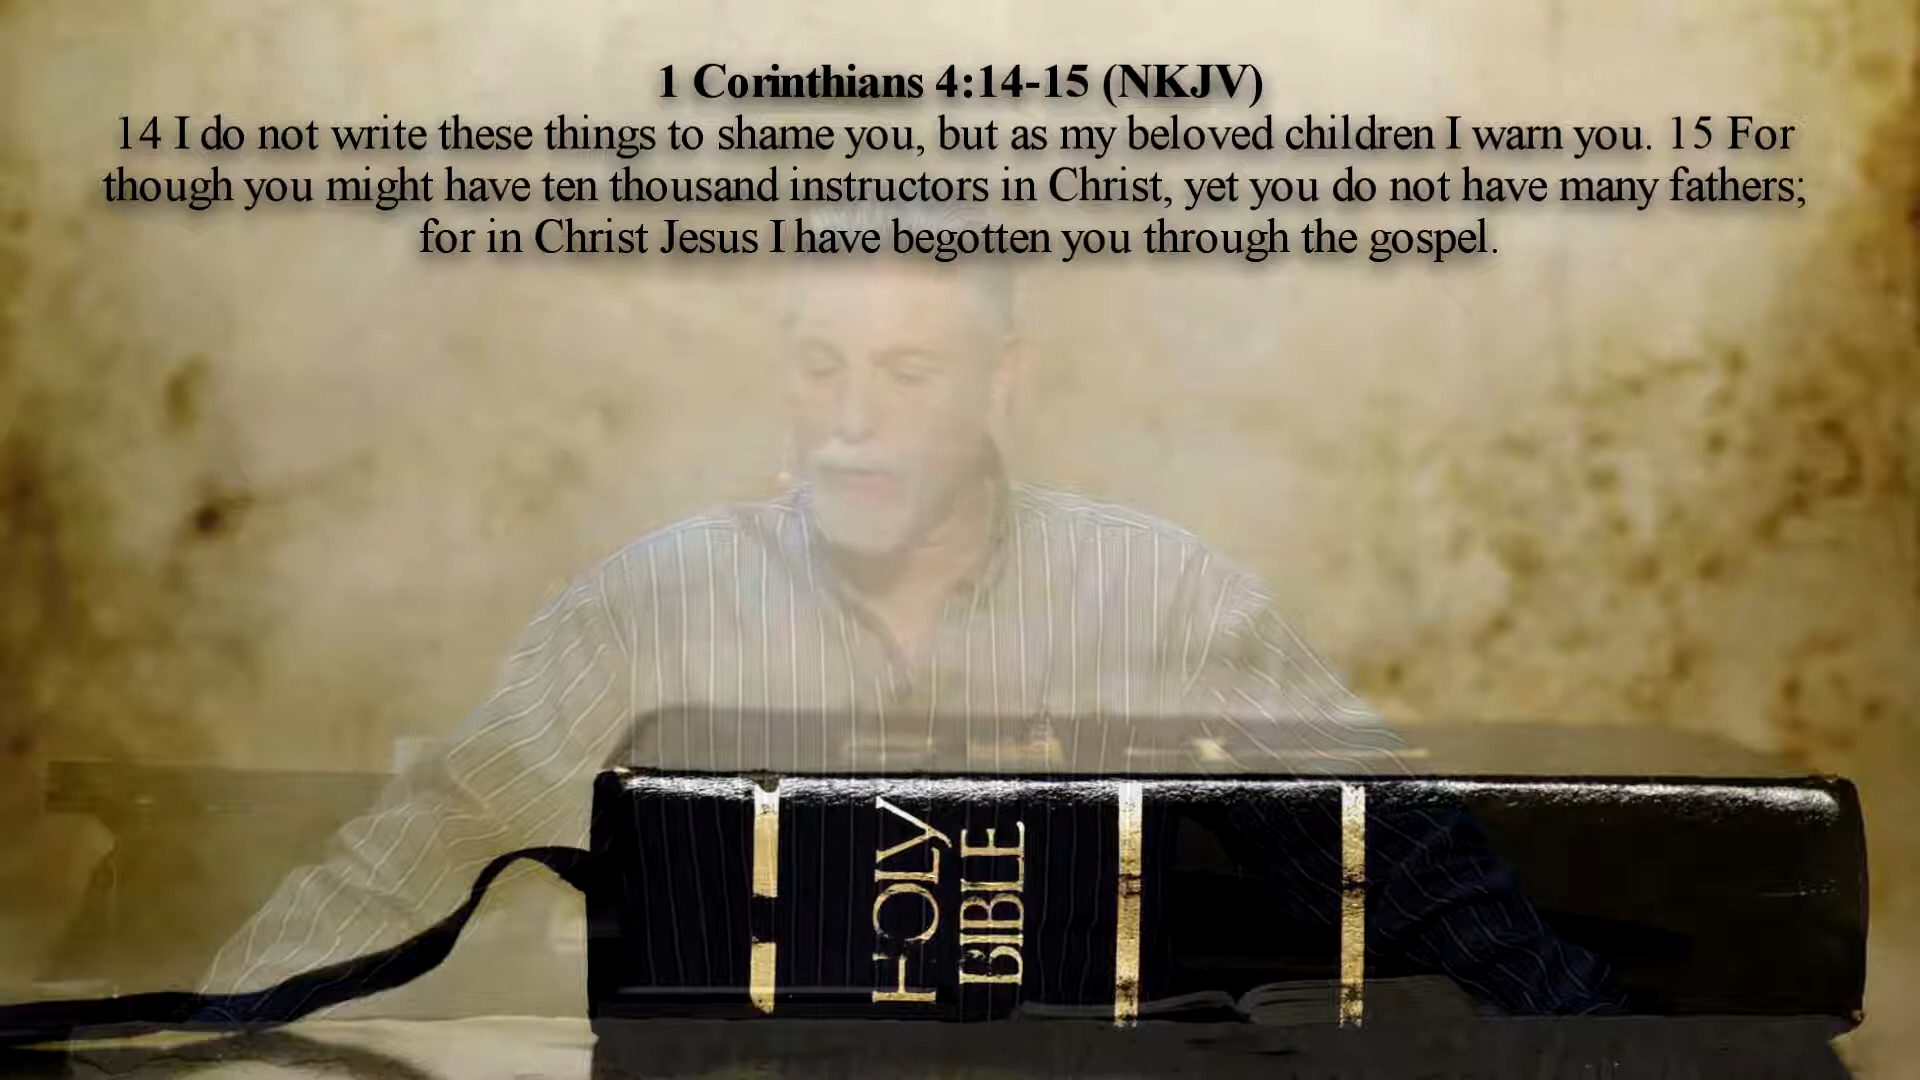 1 Corinthians 4:14-15 (NKJV)
14 I do not write these things to shame you, but as my beloved children I warn you. 15 For
though you might have ten thousand instructors in Christ, yet you do not have many fathers;
for in Christ Jesus I have begotten you through the gospel.
HOLY
BIBLE